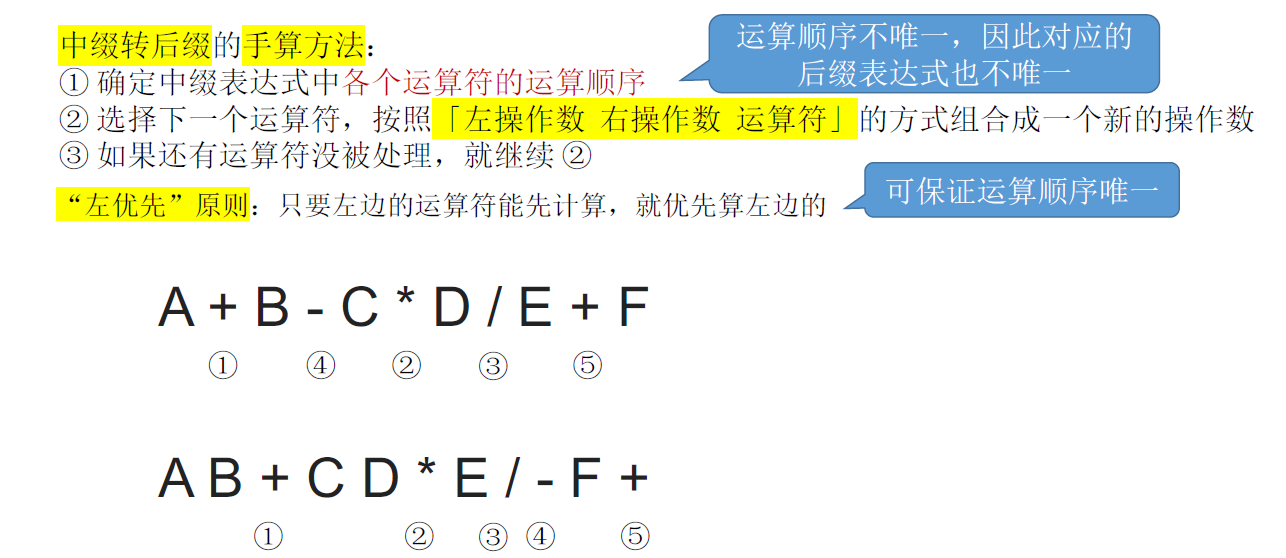 中缀转后缀的手算方法：
运算顺序不唯一，因此对应的
后缀表达式也不唯一
① 确定中缀表达式中各个运算符的运算顺序
② 选择下一个运算符，按照「左操作数 右操作数 运算符」的方式组合成一个新的操作数
③ 如果还有运算符没被处理，就继续 ②
“左优先”原则：只要左边的运算符能先计算，就优先算左边的
可保证运算顺序唯一
A + B - C * D / E + F
① ④ ② ③ ⑤
A B + C D * E / - F +
① ② ③ ④ ⑤